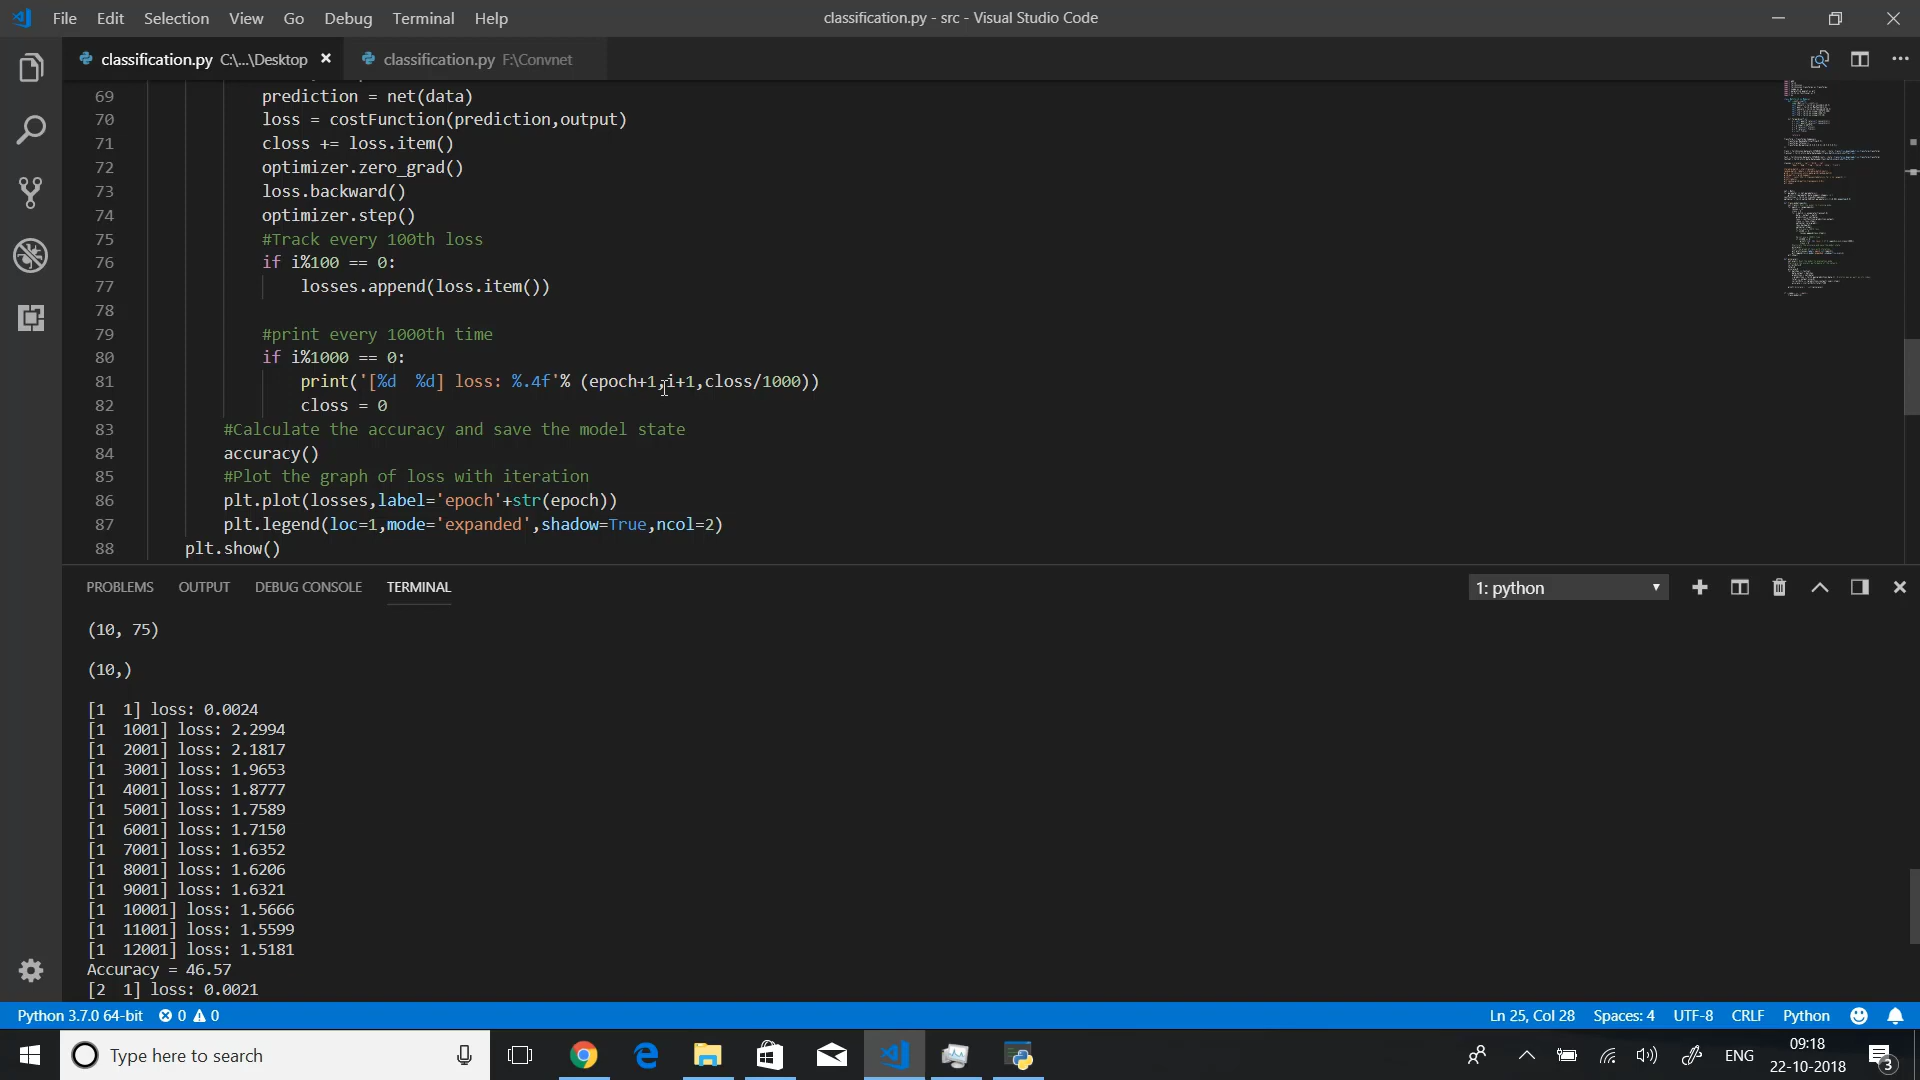 File Edit Selection View Go Debug Terminal Help
classification.py - src - Visual Studio Code
classification.py C:\...\Desktop
classification.py F:\Convnet
69 prediction = net(data)
70 loss = costFunction(prediction,output)
71 closs += loss.item()
72 optimizer.zero_grad()
73 loss.backward()
74 optimizer.step()
75 #Track every 100th loss
76 if i%100 == 0:
77 losses.append(loss.item())
78
79 #print every 1000th time
80 if i%1000 == 0:
81 print('[%d  %d] loss: %.4f'% (epoch+1,i+1,closs/1000))
82 closs = 0
83 #Calculate the accuracy and save the model state
84 accuracy()
85 #Plot the graph of loss with iteration
86 plt.plot(losses,label='epoch'+str(epoch))
87 plt.legend(loc=1,mode='expanded',shadow=True,ncol=2)
88 plt.show()
PROBLEMS OUTPUT DEBUG CONSOLE TERMINAL
1: python
(10, 75)
(10,)
[1  1] loss: 0.0024
[1  1001] loss: 2.2994
[1  2001] loss: 2.1817
[1  3001] loss: 1.9653
[1  4001] loss: 1.8777
[1  5001] loss: 1.7589
[1  6001] loss: 1.7150
[1  7001] loss: 1.6352
[1  8001] loss: 1.6206
[1  9001] loss: 1.6321
[1  10001] loss: 1.5666
[1  11001] loss: 1.5599
[1  12001] loss: 1.5181
Accuracy = 46.57
[2  1] loss: 0.0021
Python 3.7.0 64-bit 0 0
Ln 25, Col 28 Spaces: 4 UTF-8 CRLF Python
Type here to search
ENG
09:18
22-10-2018
3